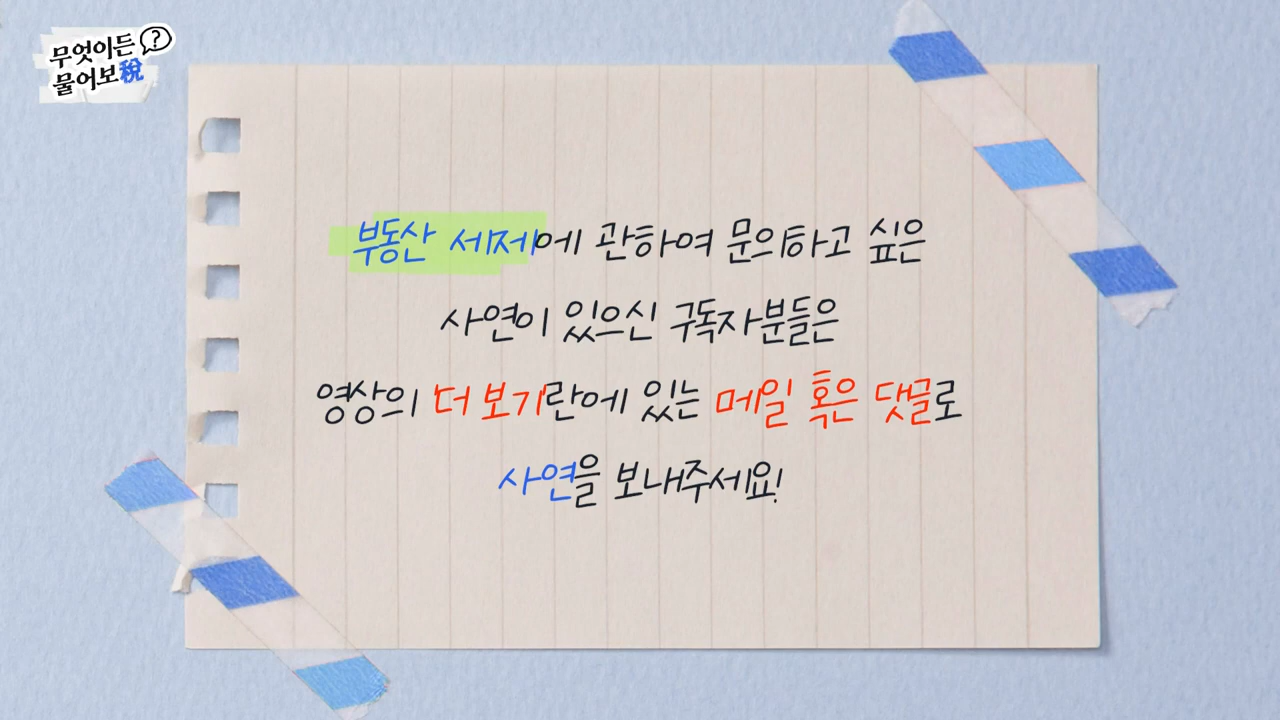 무엇이든
물어보稅
?
부동산 세제에 관하여 문의하고 싶은
사연이 있으신 구독자분들은
영상의 더 보기란에 있는 메일 혹은 댓글로
사연을 보내주세요!